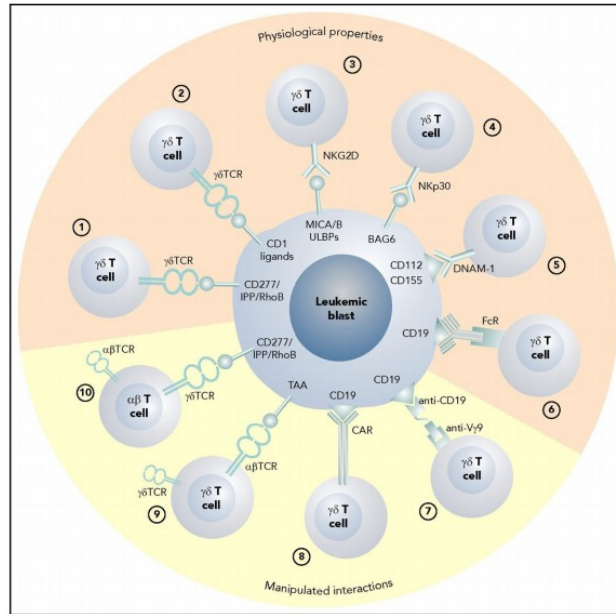 Physiological properties
①
γδ T
cell
γδTCR
CD277/
IPP/RhoB
②
γδ T
cell
γδTCR
CD1
ligands
③
γδ T
cell
NKG2D
MICA/B
ULBPs
④
γδ T
cell
NKp30
BAG6
⑤
γδ T
cell
DNAM-1
CD112
CD155
⑥
γδ T
cell
FcR
CD19
Leukemic
blast
⑦
γδ T
cell
anti-Vγ9
anti-CD19
CD19
⑧
γδ T
cell
CAR
CD19
⑨
γδ T
cell
γδTCR
αβTCR
TAA
⑩
αβ T
cell
αβTCR
γδTCR
CD277/
IPP/RhoB
Manipulated interactions